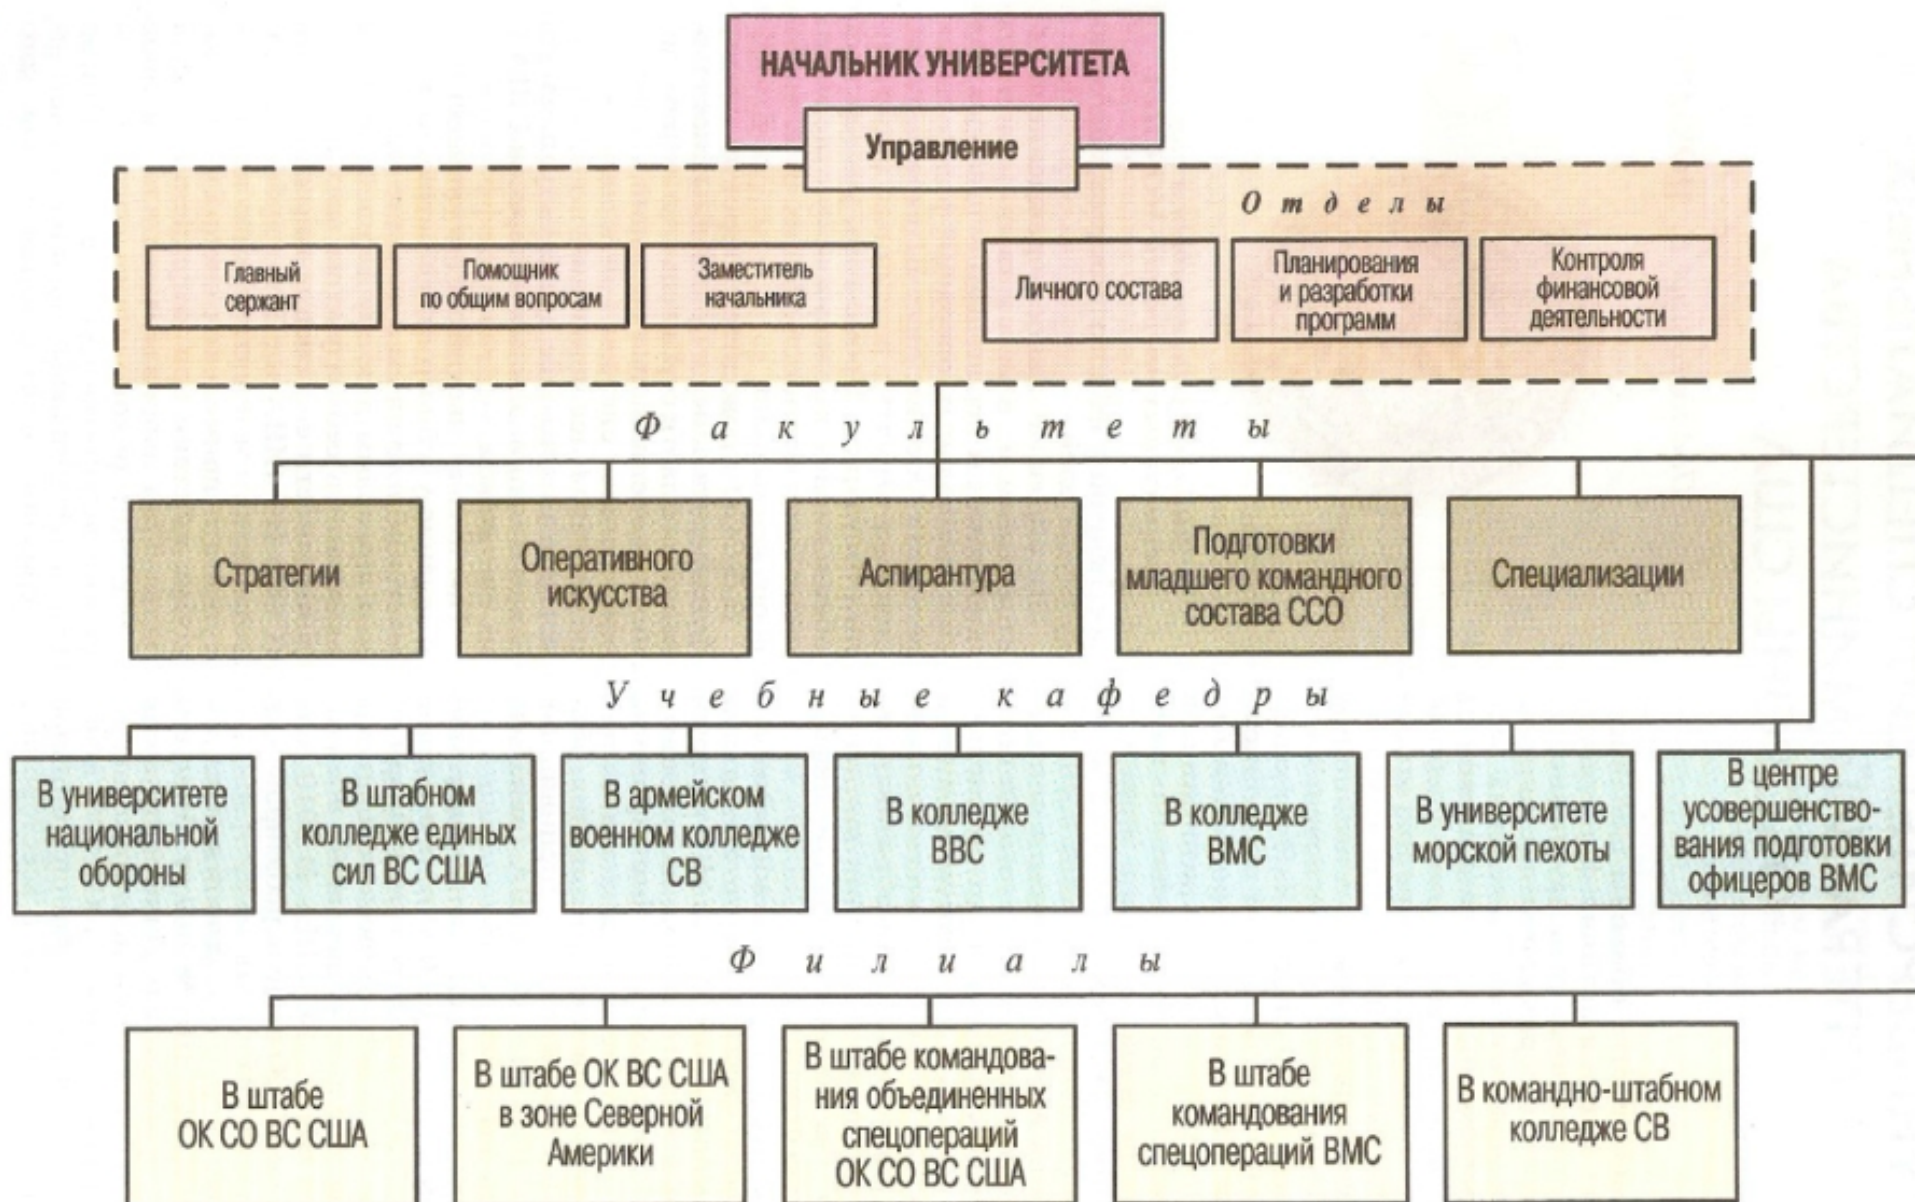 НАЧАЛЬНИК УНИВЕРСИТЕТА
Управление
Отделы
Главный
сержант
Помощник
по общим вопросам
Заместитель
начальника
Личного состава
Планирования
и разработки
программ
Контроля
финансовой
деятельности
Факультеты
Стратегии
Оперативного
искусства
Аспирантура
Подготовки
младшего командного
состава ССО
Специализации
Учебные кафедры
В университете
национальной
обороны
В штабном
колледже единых
сил ВС США
В армейском
военном колледже
СВ
В колледже
ВВС
В колледже
ВМС
В университете
морской пехоты
В центре
усовершенство-
вания подготовки
офицеров ВМС
Филиалы
В штабе
ОК СО ВС США
В штабе ОК ВС США
в зоне Северной
Америки
В штабе командова-
ния объединенных
спецопераций
ОК СО ВС США
В штабе
командования
спецопераций ВМС
В командно-штабном
колледже СВ